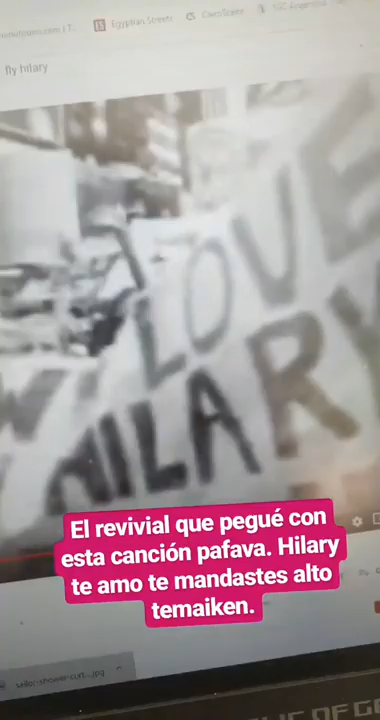 Egyptian Streets
fly hilary
I LOVE
HILARY
El revivial que pegué con
esta canción pafava. Hilary
te amo te mandastes alto
temaiken.